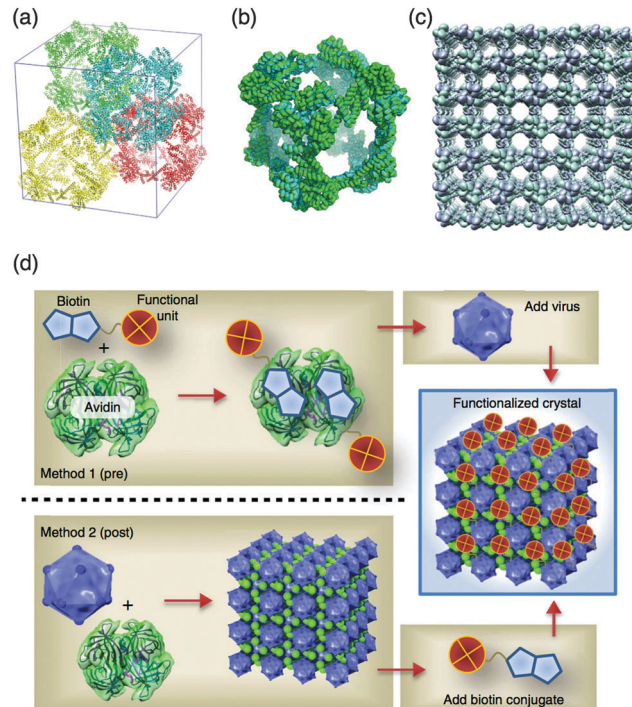 (a)
(b)
(c)
(d)
Biotin
Functional
unit
+
Avidin
Method 1 (pre)
Add virus
Functionalized crystal
Method 2 (post)
+
Add biotin conjugate